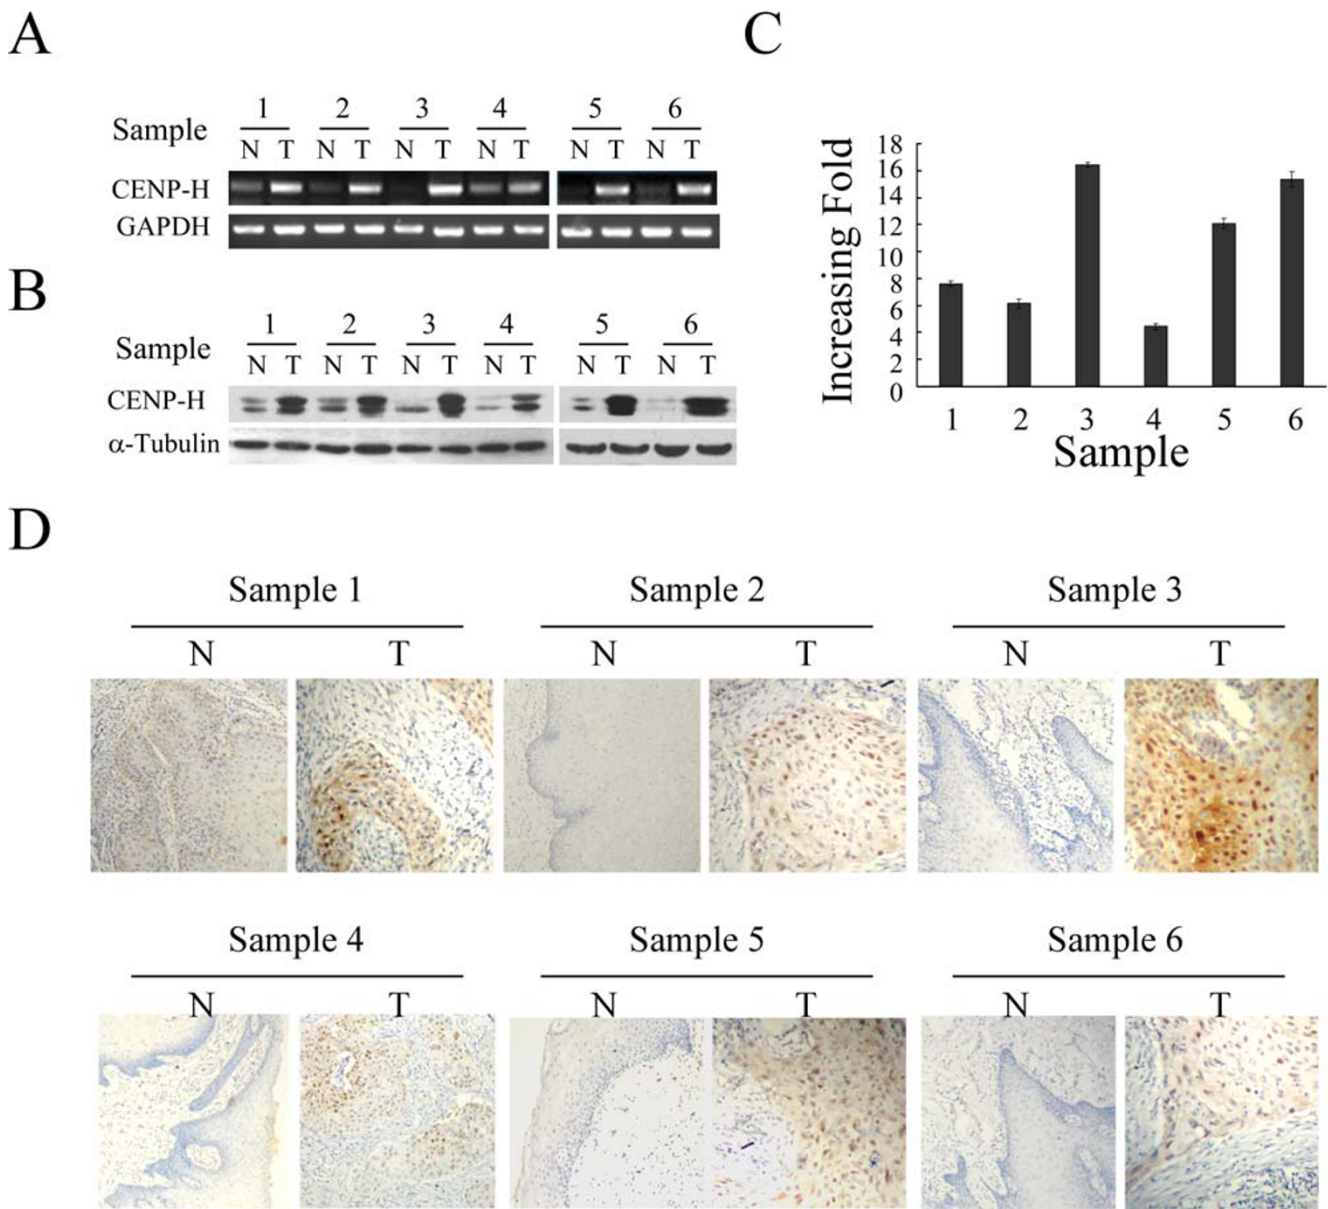 A
Sample 1 2 3 4 5 6
N T N T N T N T N T N T
CENP-H
GAPDH
B
Sample 1 2 3 4 5 6
N T N T N T N T N T N T
CENP-H
α-Tubulin
C
Increasing Fold
18
16
14
12
10
8
6
4
2
0
1 2 3 4 5 6
Sample
D
Sample 1 Sample 2 Sample 3
N T N T N T
Sample 4 Sample 5 Sample 6
N T N T N T